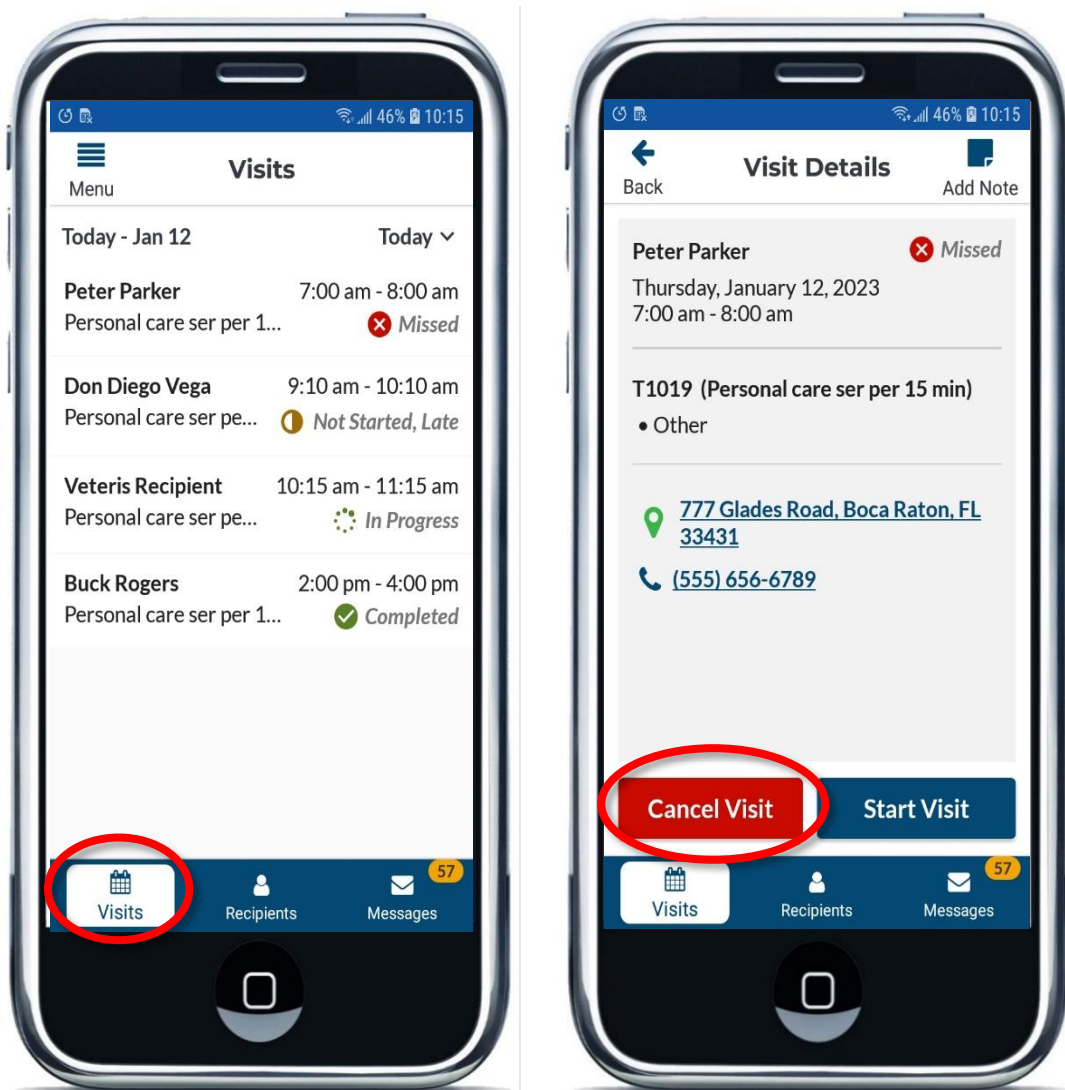 46% 10:15
Menu
Visits
Today - Jan 12 Today
Peter Parker 7:00 am - 8:00 am
Personal care ser per 1... Missed
Don Diego Vega 9:10 am - 10:10 am
Personal care ser pe... Not Started, Late
Veteris Recipient 10:15 am - 11:15 am
Personal care ser pe... In Progress
Buck Rogers 2:00 pm - 4:00 pm
Personal care ser per 1... Completed
57
Visits Recipients Messages
46% 10:15
Back Visit Details Add Note
Peter Parker Missed
Thursday, January 12, 2023
7:00 am - 8:00 am
T1019 (Personal care ser per 15 min)
• Other
777 Glades Road, Boca Raton, FL
33431
(555) 656-6789
Cancel Visit Start Visit
57
Visits Recipients Messages